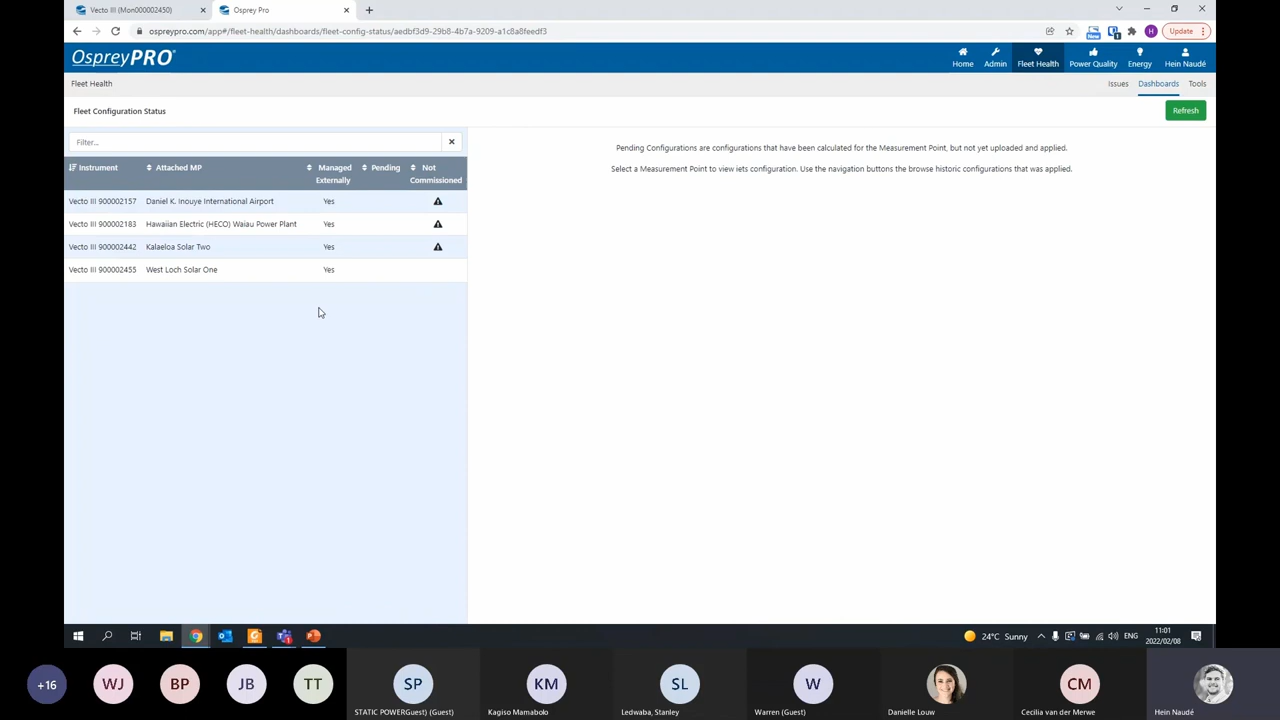 Vecto III (Mon000002450)
Osprey Pro
ospreypro.com/app#/fleet-health/dashboards/fleet-config-status/aedbf3d9-29b8-4b7a-9209-a1c8a8feedf3
New
1
H
Update
OspreyPRO
Home
Admin
Fleet Health
Power Quality
Energy
Hein Naudé
Fleet Health
Issues
Dashboards
Tools
Fleet Configuration Status
Refresh
Filter...
Instrument
Attached MP
Managed Externally
Pending
Not Commissioned
Vecto III 900002157 Daniel K. Inouye International Airport Yes
Vecto III 900002183 Hawaiian Electric (HECO) Waiau Power Plant Yes
Vecto III 900002442 Kalaeloa Solar Two Yes
Vecto III 900002455 West Loch Solar One Yes
Pending Configurations are configurations that have been calculated for the Measurement Point, but not yet uploaded and applied.
Select a Measurement Point to view iets configuration. Use the navigation buttons the browse historic configurations that was applied.
24°C Sunny
ENG
11:01
2022/02/08
+16
WJ
BP
JB
TT
SP
STATIC POWERGuest) (Guest)
KM
Kagiso Mamabolo
SL
Ledwaba, Stanley
W
Warren (Guest)
Danielle Louw
CM
Cecilia van der Merwe
Hein Naudé